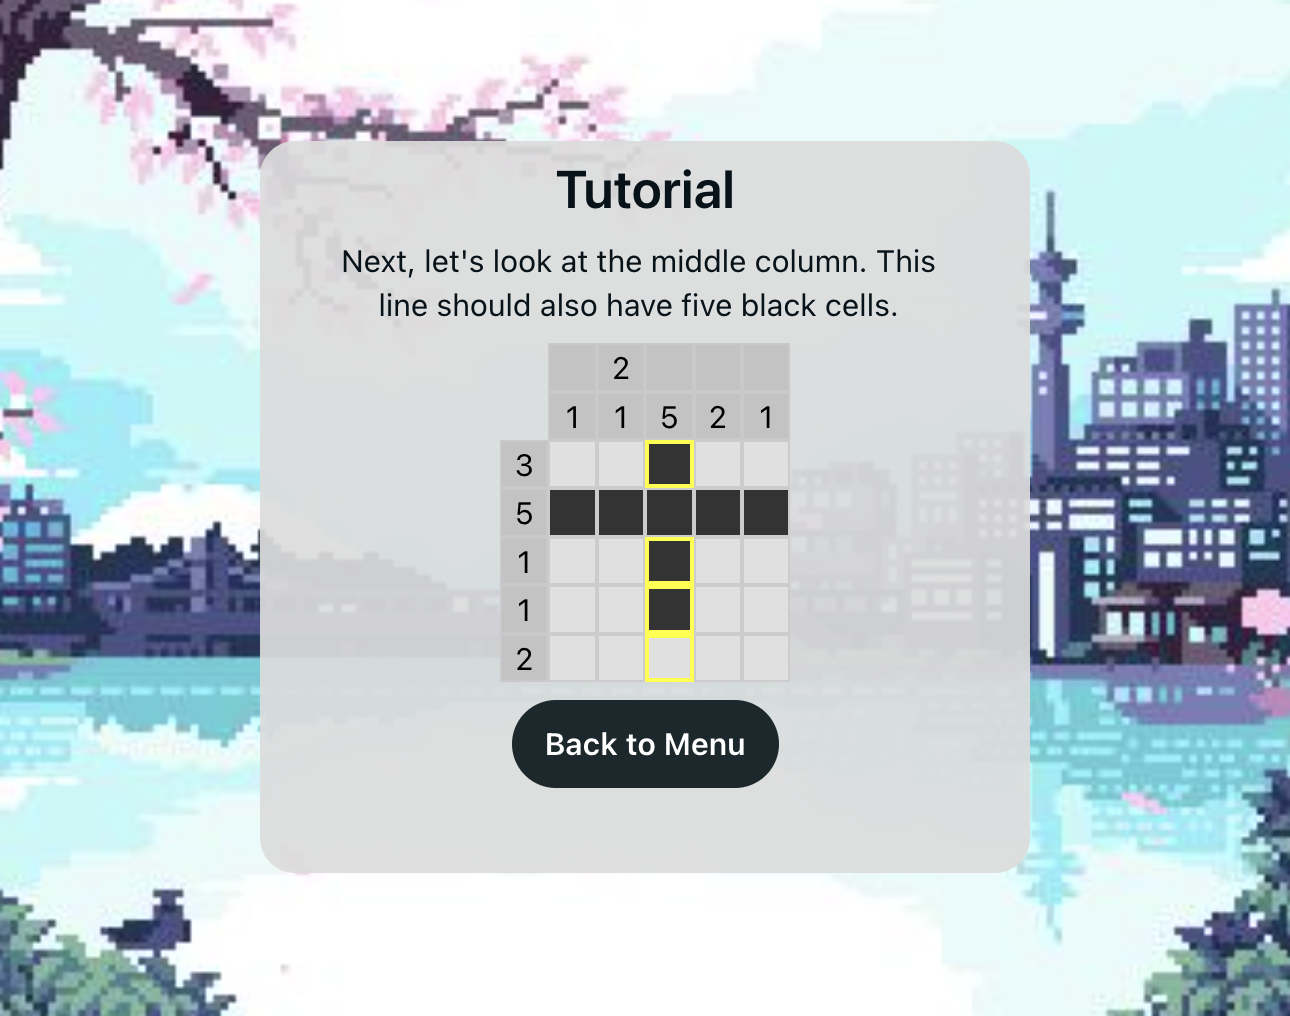 Tutorial
Next, let's look at the middle column. This
line should also have five black cells.
2
1 1 5 2 1
3
5
1
1
2
Back to Menu